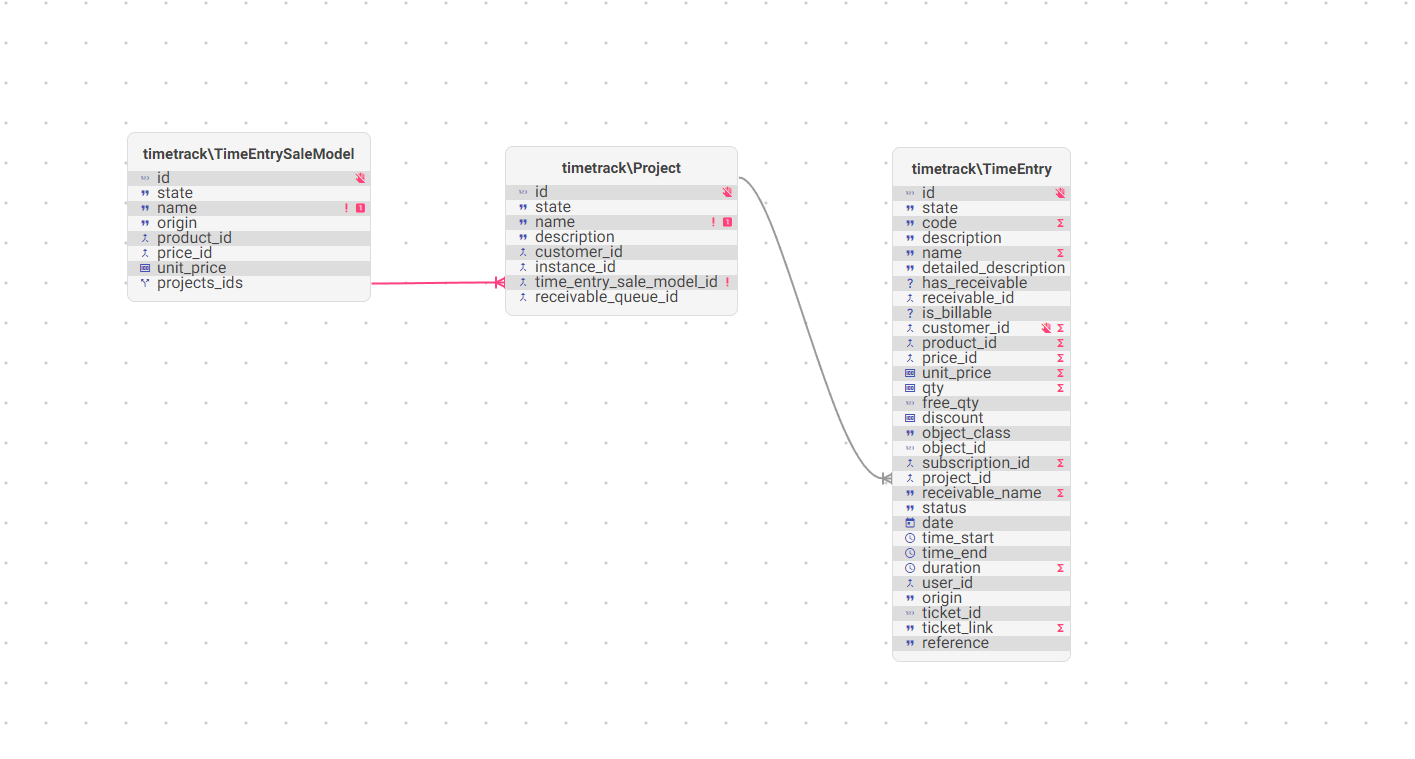 timetrack\TimeEntrySaleModel
id
state
name
origin
product_id
price_id
unit_price
projects_ids
timetrack\Project
id
state
name
description
customer_id
instance_id
time_entry_sale_model_id
receivable_queue_id
timetrack\TimeEntry
id
state
code
description
name
detailed_description
has_receivable
receivable_id
is_billable
customer_id
product_id
price_id
unit_price
qty
free_qty
discount
object_class
object_id
subscription_id
project_id
receivable_name
status
date
time_start
time_end
duration
user_id
origin
ticket_id
ticket_link
reference